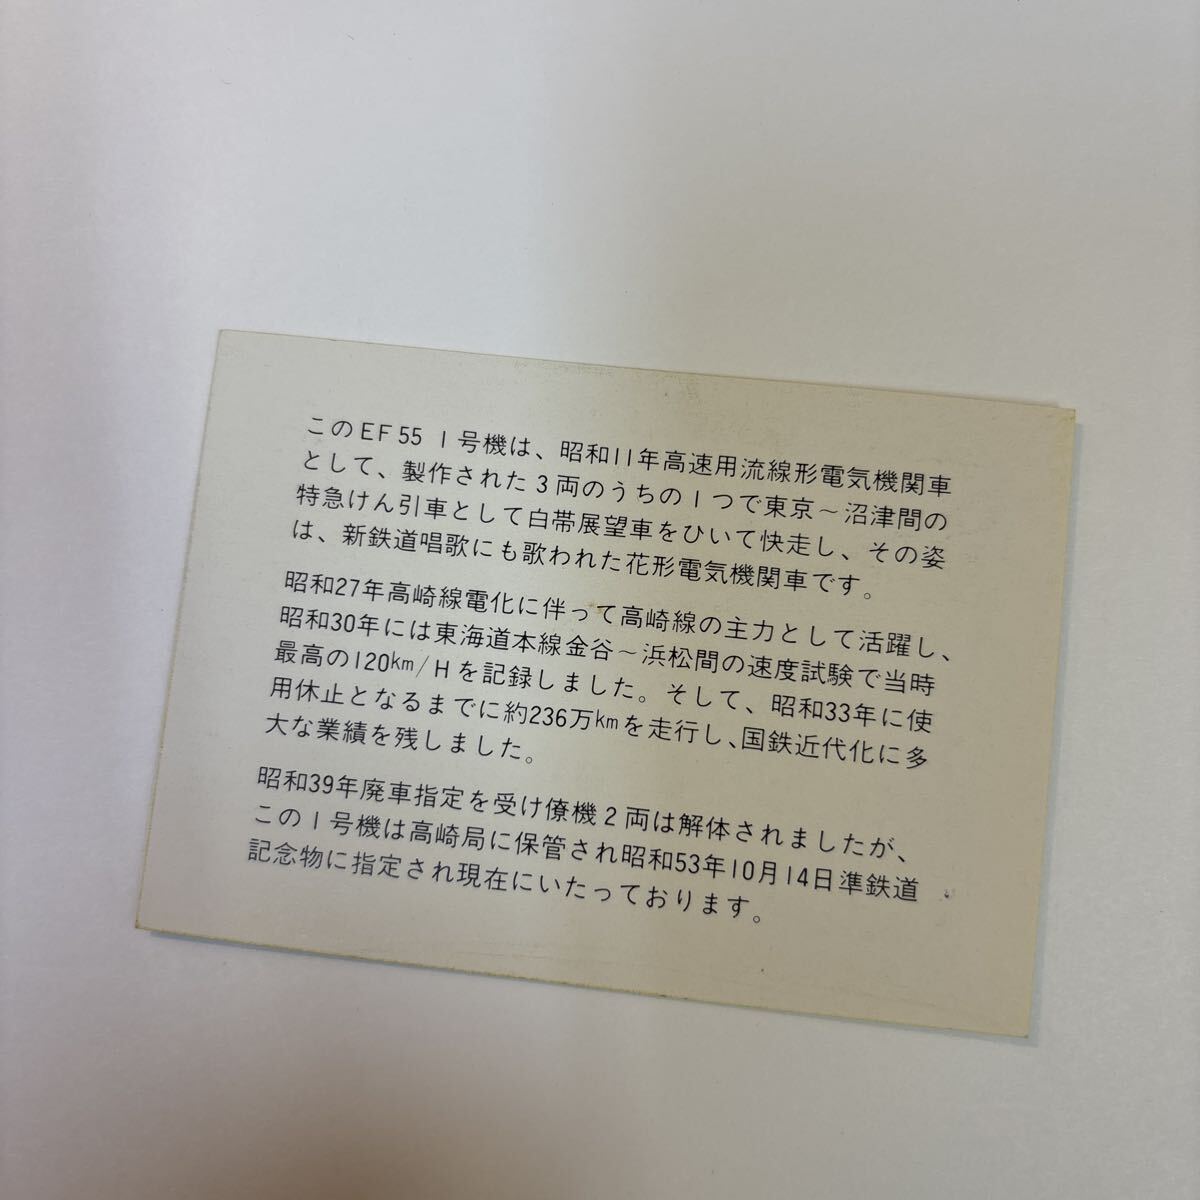 このEF55 1号機は、昭和11年高速用流線形電気機関車
として、製作された3両のうちの1つで東京～沼津間の
特急けん引車として白帯展望車をひいて快走し、その姿
は、新鉄道唱歌にも歌われた花形電気機関車です。
昭和27年高崎線電化に伴って高崎線の主力として活躍し、
昭和30年には東海道本線金谷～浜松間の速度試験で当時
最高の120km/Hを記録しました。そして、昭和33年に使
用休止となるまでに約236万kmを走行し、国鉄近代化に多
大な業績を残しました。
昭和39年廃車指定を受け僚機2両は解体されましたが、
この1号機は高崎局に保管され昭和53年10月14日準鉄道
記念物に指定され現在にいたっております。